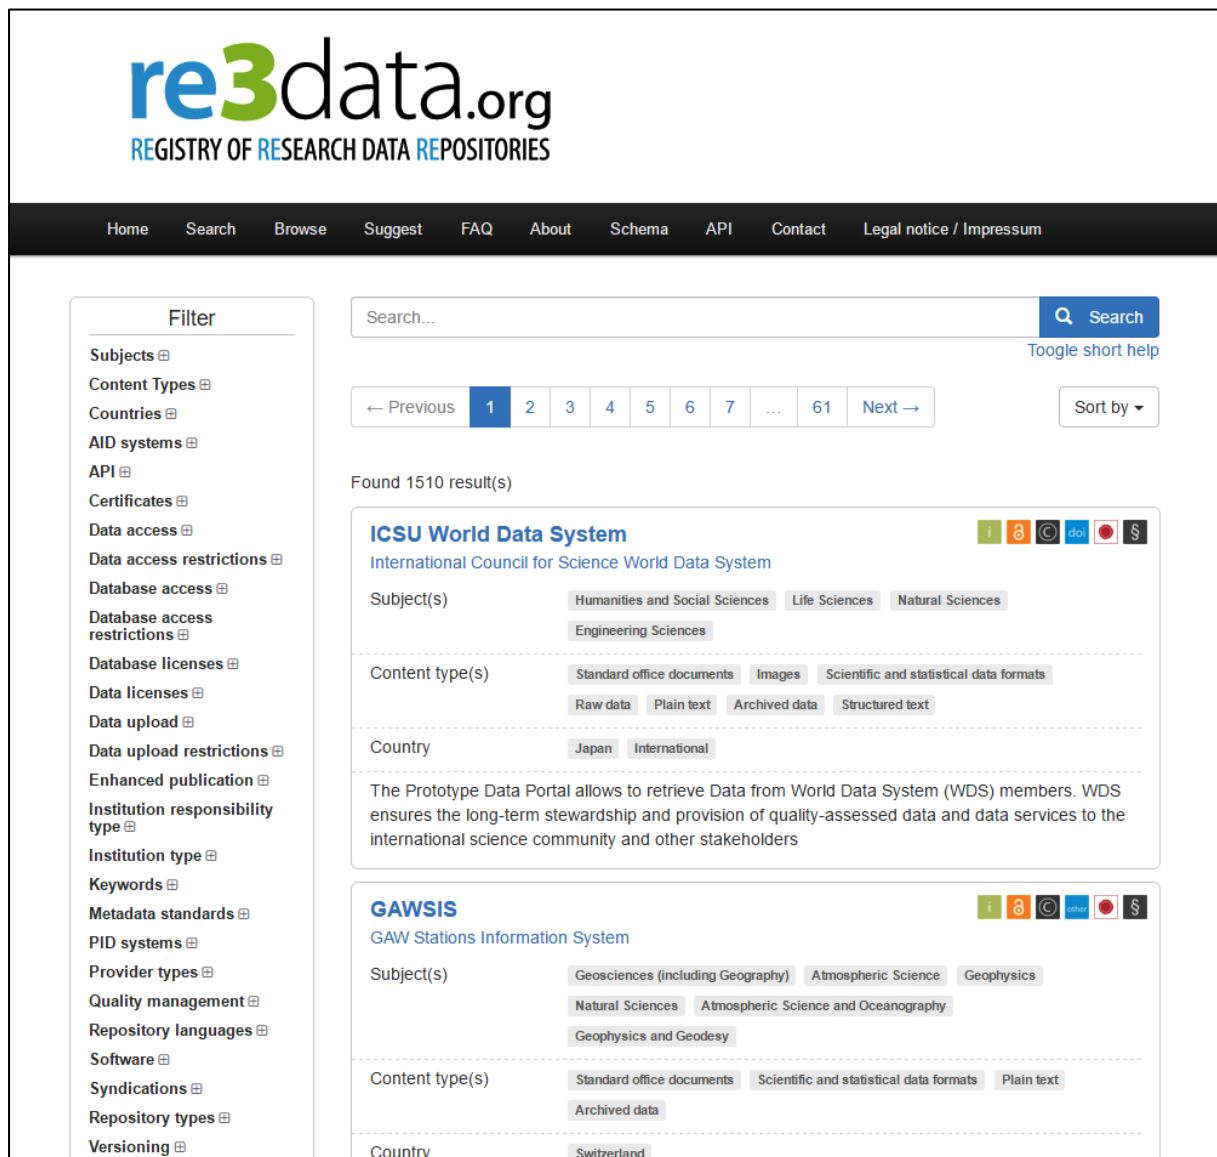 re3data.org
REGISTRY OF RESEARCH DATA REPOSITORIES
Home Search Browse Suggest FAQ About Schema API Contact Legal notice / Impressum
Filter
Subjects
Content Types
Countries
AID systems
API
Certificates
Data access
Data access restrictions
Database access
Database access
restrictions
Database licenses
Data licenses
Data upload
Data upload restrictions
Enhanced publication
Institution responsibility
type
Institution type
Keywords
Metadata standards
PID systems
Provider types
Quality management
Repository languages
Software
Syndications
Repository types
Versioning
Search... Search
Toogle short help
← Previous 1 2 3 4 5 6 7 ... 61 Next → Sort by
Found 1510 result(s)
ICSU World Data System i © doi §
International Council for Science World Data System
Subject(s) Humanities and Social Sciences Life Sciences Natural Sciences
Engineering Sciences
Content type(s) Standard office documents Images Scientific and statistical data formats
Raw data Plain text Archived data Structured text
Country Japan International
The Prototype Data Portal allows to retrieve Data from World Data System (WDS) members. WDS
ensures the long-term stewardship and provision of quality-assessed data and data services to the
international science community and other stakeholders
GAWSIS i © other §
GAW Stations Information System
Subject(s) Geosciences (including Geography) Atmospheric Science Geophysics
Natural Sciences Atmospheric Science and Oceanography
Geophysics and Geodesy
Content type(s) Standard office documents Scientific and statistical data formats Plain text
Archived data
Country Switzerland